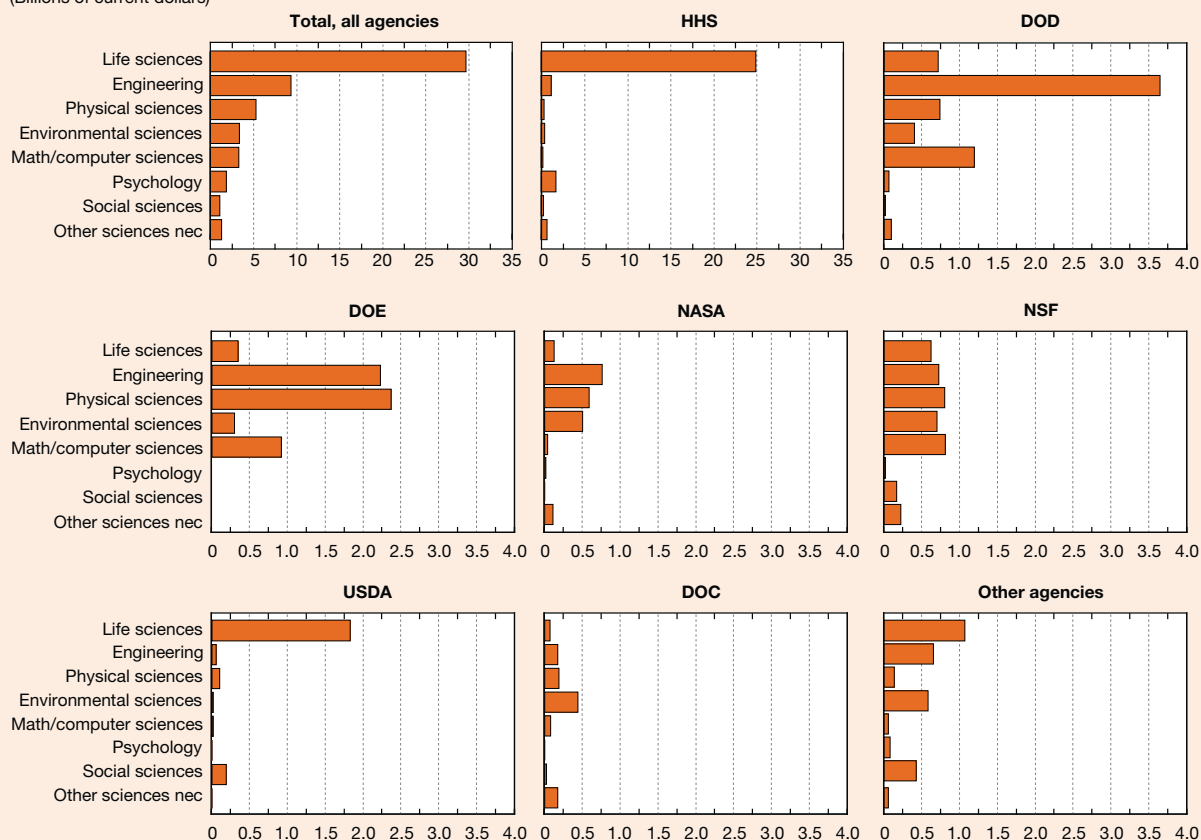 (Billions of current dollars)
Total, all agencies HHS DOD
Life sciences
Engineering
Physical sciences
Environmental sciences
Math/computer sciences
Psychology
Social sciences
Other sciences nec
0 5 10 15 20 25 30 35 0 5 10 15 20 25 30 35 0 0.5 1.0 1.5 2.0 2.5 3.0 3.5 4.0
DOE NASA NSF
Life sciences
Engineering
Physical sciences
Environmental sciences
Math/computer sciences
Psychology
Social sciences
Other sciences nec
0 0.5 1.0 1.5 2.0 2.5 3.0 3.5 4.0 0 0.5 1.0 1.5 2.0 2.5 3.0 3.5 4.0 0 0.5 1.0 1.5 2.0 2.5 3.0 3.5 4.0
USDA DOC Other agencies
Life sciences
Engineering
Physical sciences
Environmental sciences
Math/computer sciences
Psychology
Social sciences
Other sciences nec
0 0.5 1.0 1.5 2.0 2.5 3.0 3.5 4.0 0 0.5 1.0 1.5 2.0 2.5 3.0 3.5 4.0 0 0.5 1.0 1.5 2.0 2.5 3.0 3.5 4.0